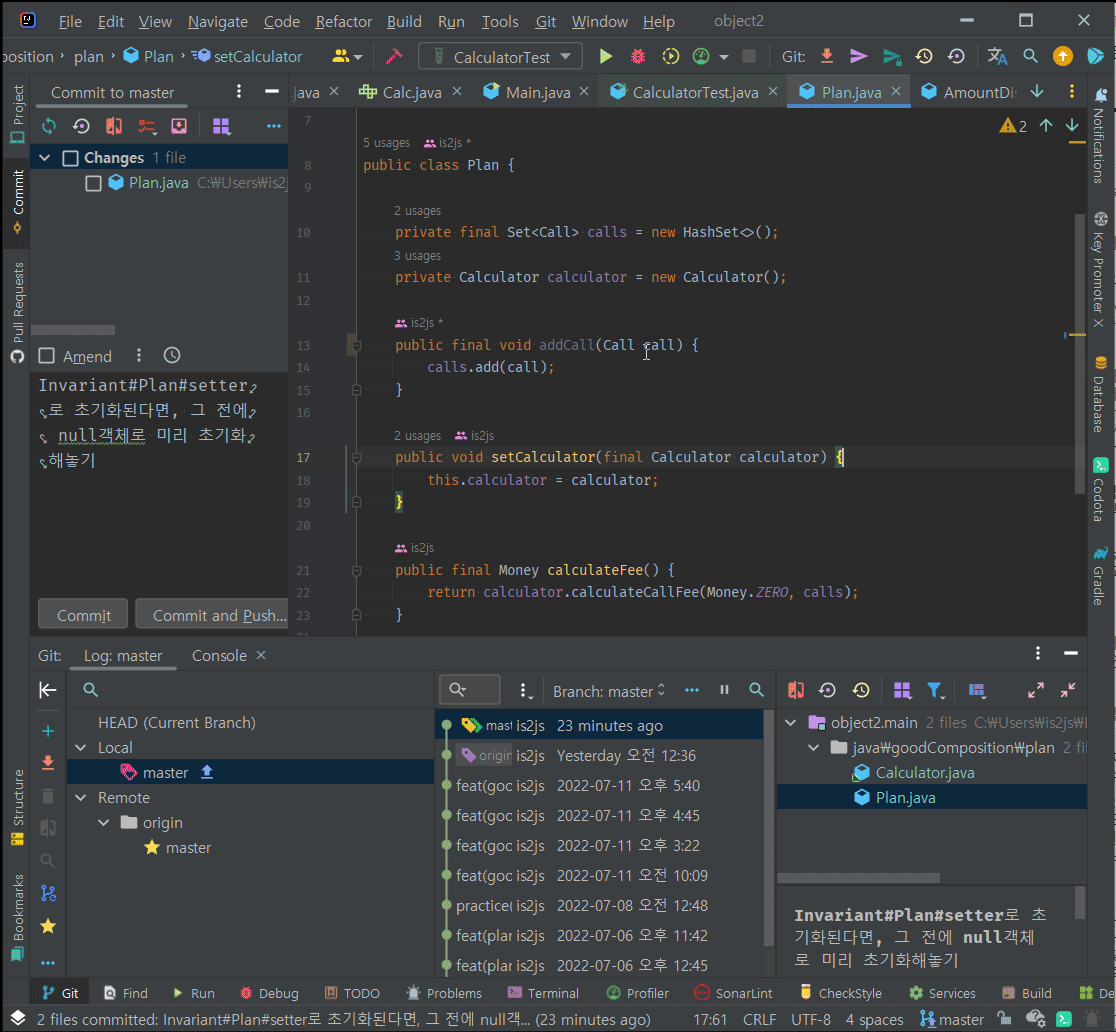 File Edit View Navigate Code Refactor Build Run Tools Git Window Help object2
position plan Plan setCalculator CalculatorTest Git:
Project
Commit
Pull Requests
Structure
Bookmarks
Commit to master
Changes 1 file
Plan.java C:\Users\is2j
Amend
Invariant#Plan#setter
로 초기화된다면, 그 전에
null객체로 미리 초기화
해놓기
Commit Commit and Push...
java Calc.java Main.java CalculatorTest.java Plan.java AmountDis
2
7
5 usages is2js *
8 public class Plan {
9
2 usages
10 private final Set<Call> calls = new HashSet<>();
3 usages
11 private Calculator calculator = new Calculator();
12
is2js *
13 public final void addCall(Call call) {
14 calls.add(call);
15 }
16
2 usages is2js
17 public void setCalculator(final Calculator calculator) {
18 this.calculator = calculator;
19 }
20
is2js
21 public final Money calculateFee() {
22 return calculator.calculateCallFee(Money.ZERO, calls);
23 }
Notifications
Key Promoter X
Database
Codota
Gradle
Git: Log: master Console
HEAD (Current Branch)
Local
master
Remote
origin
master
Branch: master
mast is2js 23 minutes ago
origin is2js Yesterday 오전 12:36
feat(goc is2js 2022-07-11 오후 5:40
feat(goc is2js 2022-07-11 오후 4:45
feat(goc is2js 2022-07-11 오후 3:22
feat(goc is2js 2022-07-11 오전 10:09
practice( is2js 2022-07-08 오전 12:48
feat(plar is2js 2022-07-06 오후 11:42
feat(plar is2js 2022-07-06 오후 12:45
object2.main 2 files C:\Users\is2js\
java\goodComposition\plan 2 fil
Calculator.java
Plan.java
Invariant#Plan#setter로 초
기화된다면, 그 전에 null객체
로 미리 초기화해놓기
Git Find Run Debug TODO Problems Terminal Profiler SonarLint CheckStyle Services Build De
2 files committed: Invariant#Plan#setter로 초기화된다면, 그 전에 null객... (23 minutes ago) 17:61 CRLF UTF-8 4 spaces master